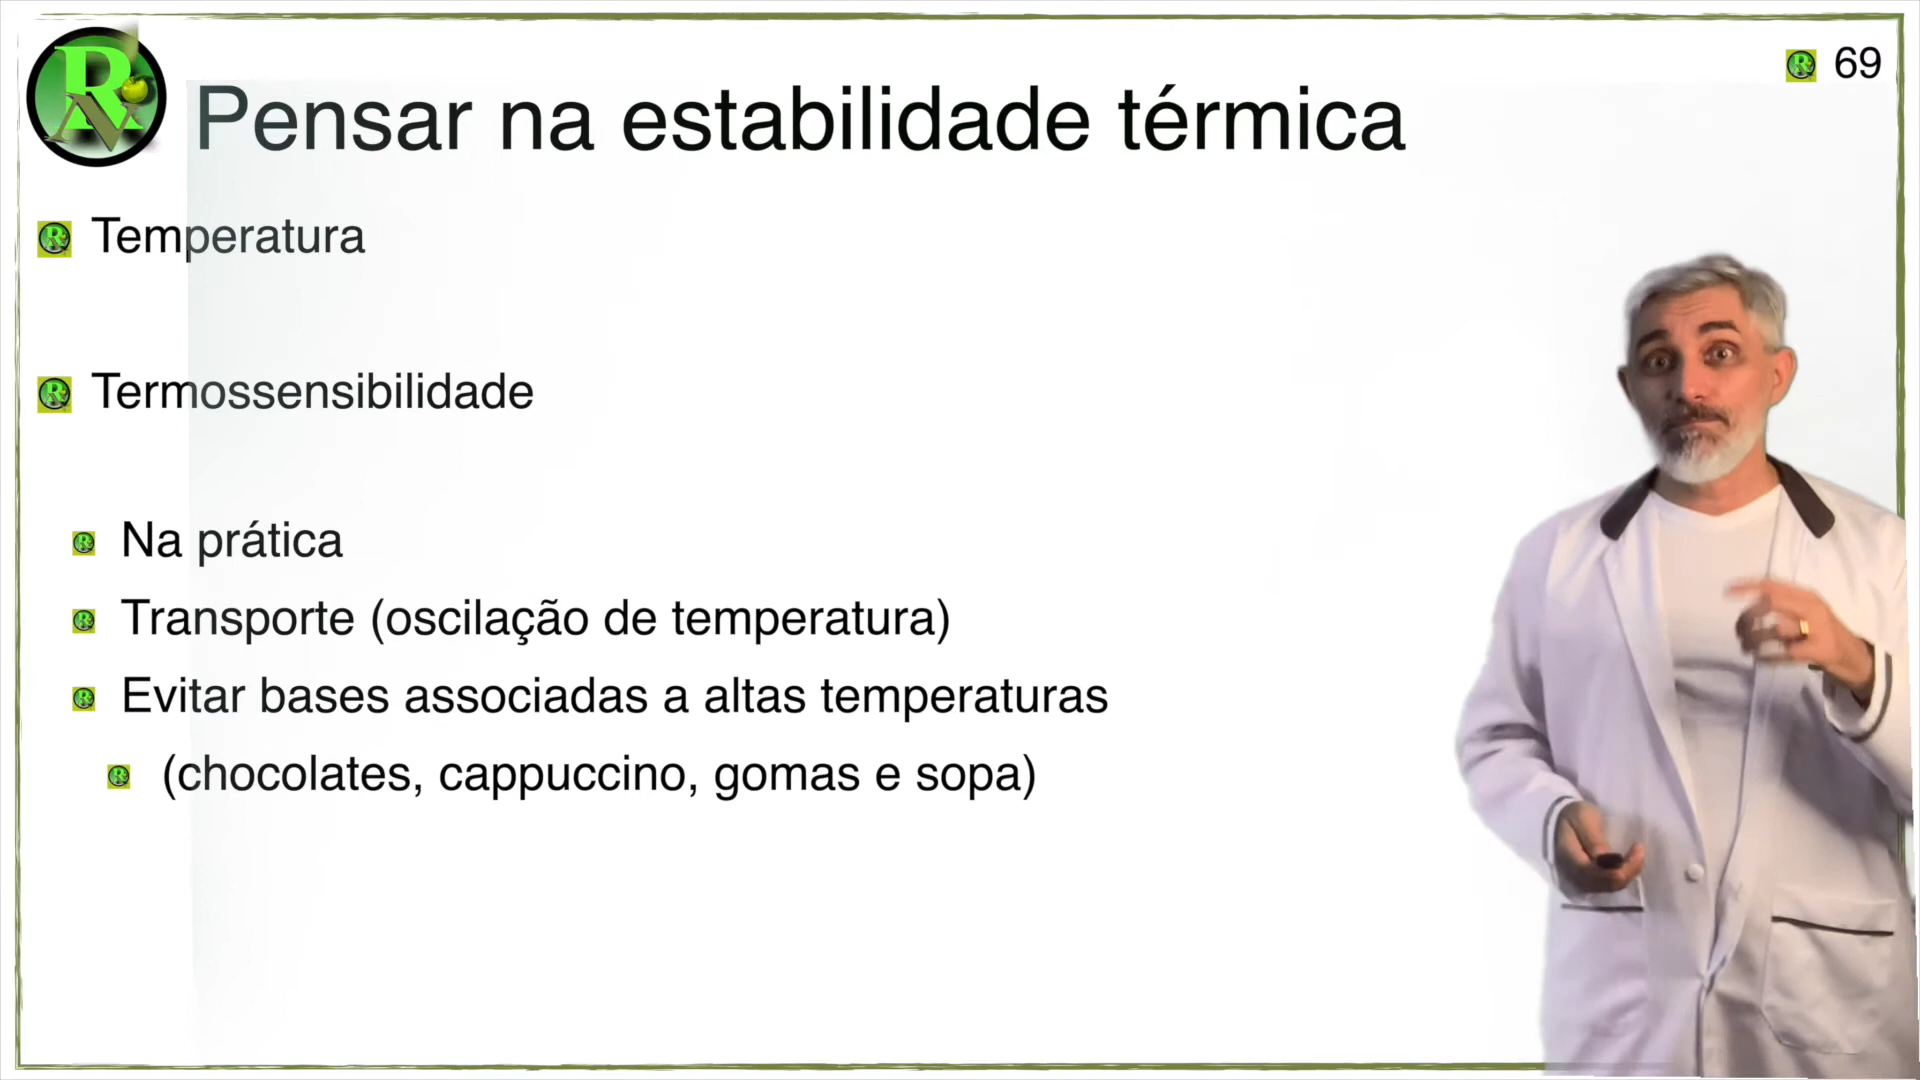 RN
69
Pensar na estabilidade térmica
Temperatura
Termossensibilidade
Na prática
Transporte (oscilação de temperatura)
Evitar bases associadas a altas temperaturas
(chocolates, cappuccino, gomas e sopa)